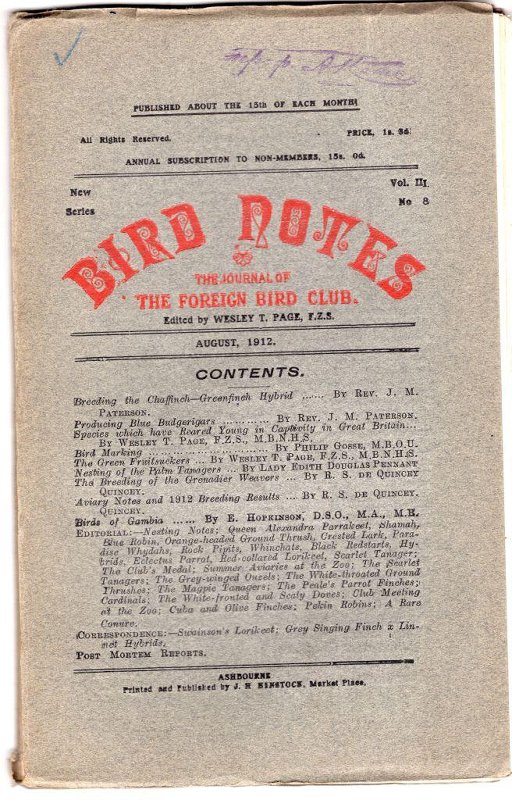 PUBLISHED ABOUT THE 15th OF EACH MONTH
All Rights Reserved.
PRICE, 1s. 3d.
ANNUAL SUBSCRIPTION TO NON-MEMBERS, 15s. 0d.
New
Series
Vol. III
No 8
BIRD NOTES
THE JOURNAL OF
THE FOREIGN BIRD CLUB.
Edited by WESLEY T. PAGE, F.Z.S.
AUGUST, 1912.
CONTENTS.
Breeding the Chaffinch—Greenfinch Hybrid ...... BY REV. J. M.
PATERSON.
Producing Blue Budgerigars ........... BY REV. J. M. PATERSON.
Species which have Reared Young in Captivity in Great Britain...
BY WESLEY T. PAGE, F.Z.S., M.B.N.H.S.
Bird Marking ............................ BY PHILIP GOSSE, M.B.O.U.
The Green Fruitsuckers ... BY WESLEY T. PAGE, F.Z.S., M.B.N.H.S.
Nesting of the Palm Tanagers ... BY LADY EDITH DOUGLAS PENNANT
The Breeding of the Grenadier Weavers ... BY R. S. DE QUINCEY
QUINCEY.
Aviary Notes and 1912 Breeding Results ... BY R. S. DE QUINCEY.
QUINCEY.
Birds of Gambia ...... BY E. HOPKINSON, D.S.O., M.A., M.B.
EDITORIAL:—Nesting Notes; Queen Alexandra Parrakeet, Shamah,
Blue Robin, Orange-headed Ground Thrush, Crested Lark, Para-
dise Whydahs, Rock Pipits, Whinchats, Black Redstarts, Hy-
brids, Eclectus Parrot, Red-collared Lorikeet, Scarlet Tanager;
The Club's Medal; Summer Aviaries at the Zoo; The Scarlet
Tanagers; The Grey-winged Ouzels; The White-throated Ground
Thrushes; The Magpie Tanagers; The Peale's Parrot Finches;
Cardinals; The White-fronted and Scaly Doves; Club Meeting
at the Zoo; Cuba and Olive Finches; Pekin Robins; A Rare
Conure.
CORRESPONDENCE:—Swainson's Lorikeet; Grey Singing Finch x Lin-
net Hybrids.
POST MORTEM REPORTS.
ASHBOURNE
Printed and Published by J. H HENSTOCK, Market Place.